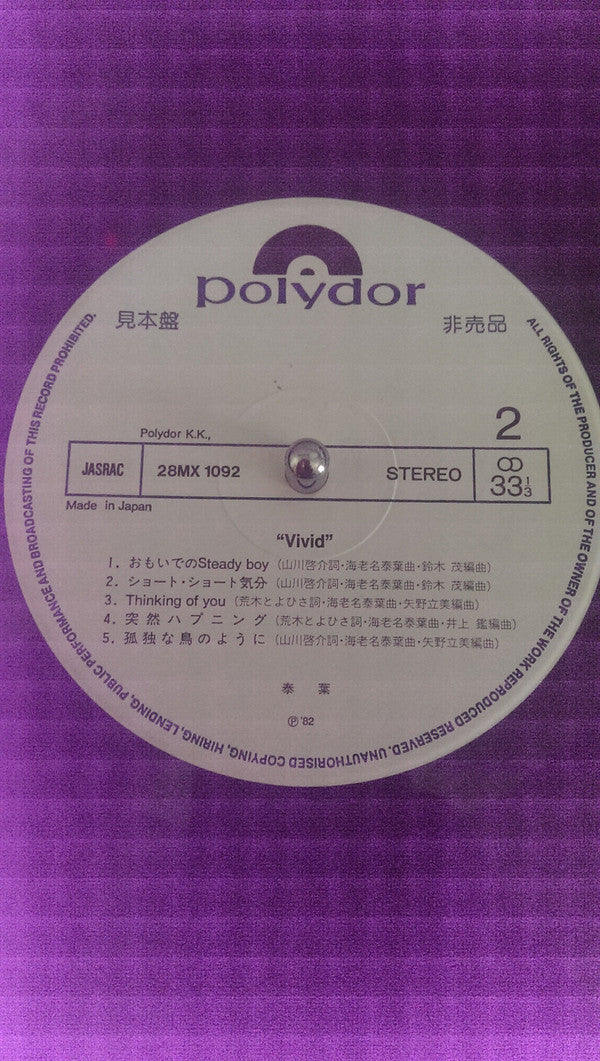 polydor
見本盤
非売品
2
Polydor K.K.,
JASRAC
28MX 1092
STEREO
33 1/3
Made in Japan
“Vivid”
1. おもいでのSteady boy (山川啓介詞・海老名泰葉曲・鈴木 茂編曲)
2. ショート・ショート気分 (山川啓介詞・海老名泰葉曲・鈴木 茂編曲)
3. Thinking of you (荒木とよひさ詞・海老名泰葉曲・矢野立美編曲)
4. 突然ハプニング (荒木とよひさ詞・海老名泰葉曲・井上 鑑編曲)
5. 孤独な鳥のように (山川啓介詞・海老名泰葉曲・矢野立美編曲)
泰 葉
Ⓟ '82
ALL RIGHTS OF THE PRODUCER AND OF THE OWNER OF THE WORK REPRODUCED RESERVED. UNAUTHORISED COPYING, HIRING, LENDING, PUBLIC PERFORMANCE AND BROADCASTING OF THIS RECORD PROHIBITED.